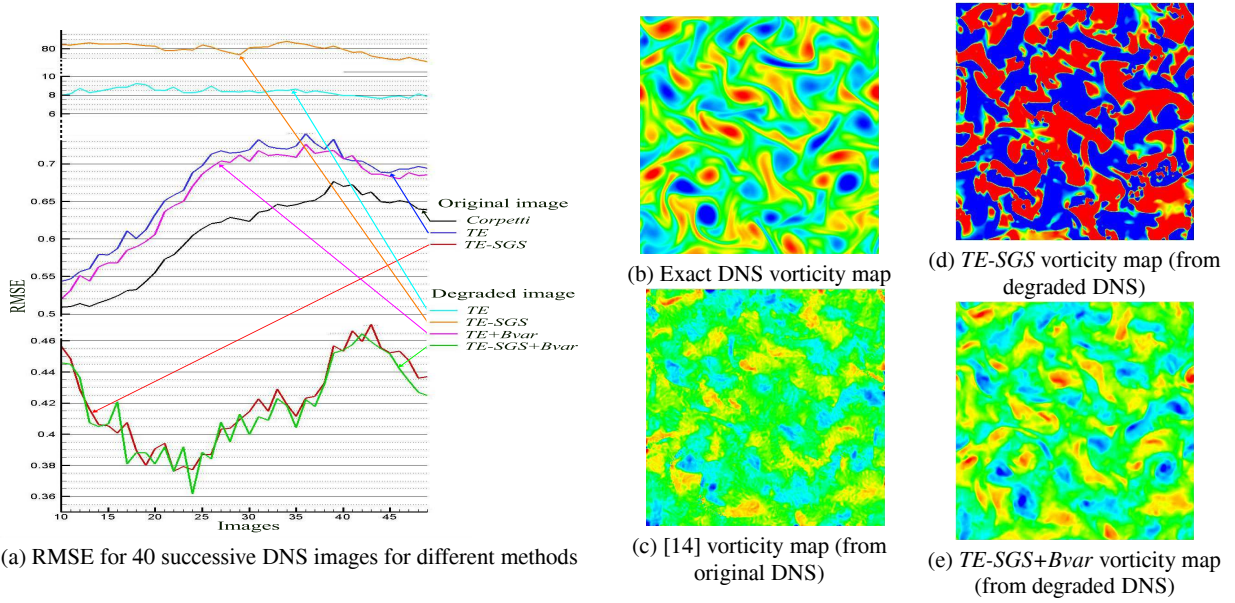 80
10
8
6
0.7
0.65
0.6
0.55
0.5
0.46
0.44
0.42
0.4
0.38
0.36
RMSE
10
15
20
25
30
35
40
45
Images
Original image
Corpetti
TE
TE-SGS
Degraded image
TE
TE-SGS
TE+Bvar
TE-SGS+Bvar
(a) RMSE for 40 successive DNS images for different methods
(b) Exact DNS vorticity map
(c) [14] vorticity map (from
original DNS)
(d) TE-SGS vorticity map (from
degraded DNS)
(e) TE-SGS+Bvar vorticity map
(from degraded DNS)